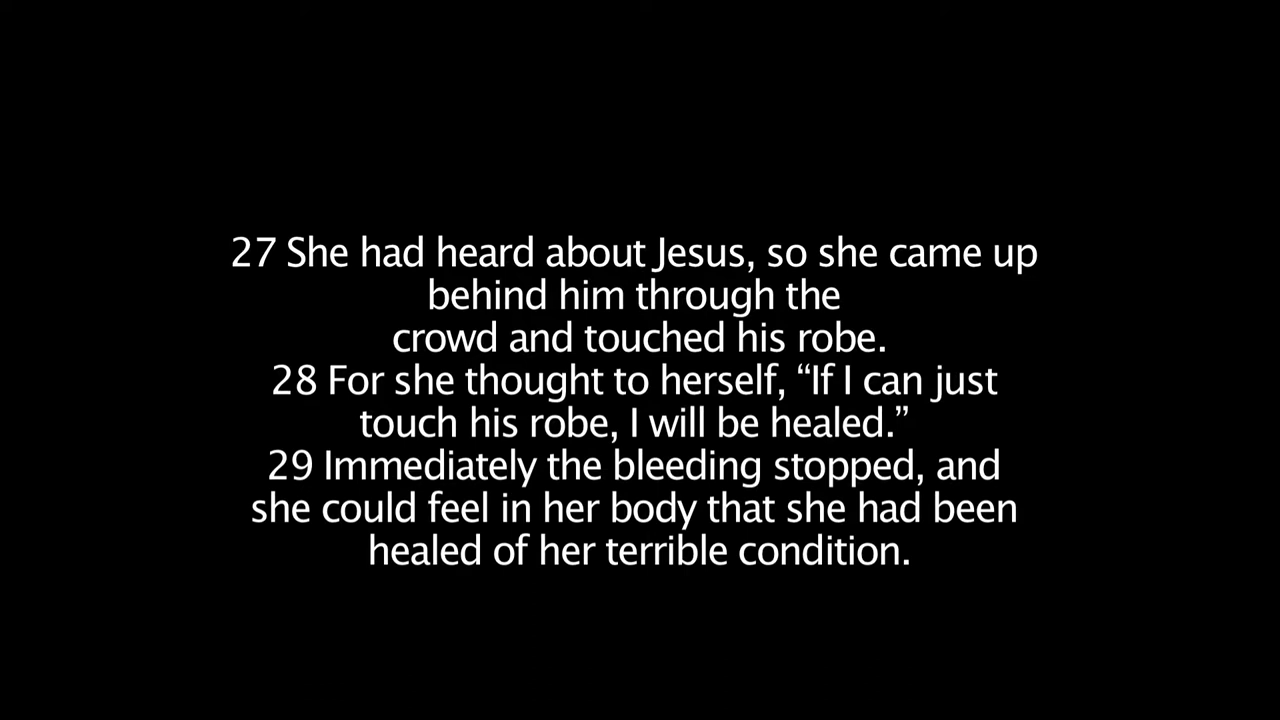 27 She had heard about Jesus, so she came up
behind him through the
crowd and touched his robe.
28 For she thought to herself, “If I can just
touch his robe, I will be healed.”
29 Immediately the bleeding stopped, and
she could feel in her body that she had been
healed of her terrible condition.